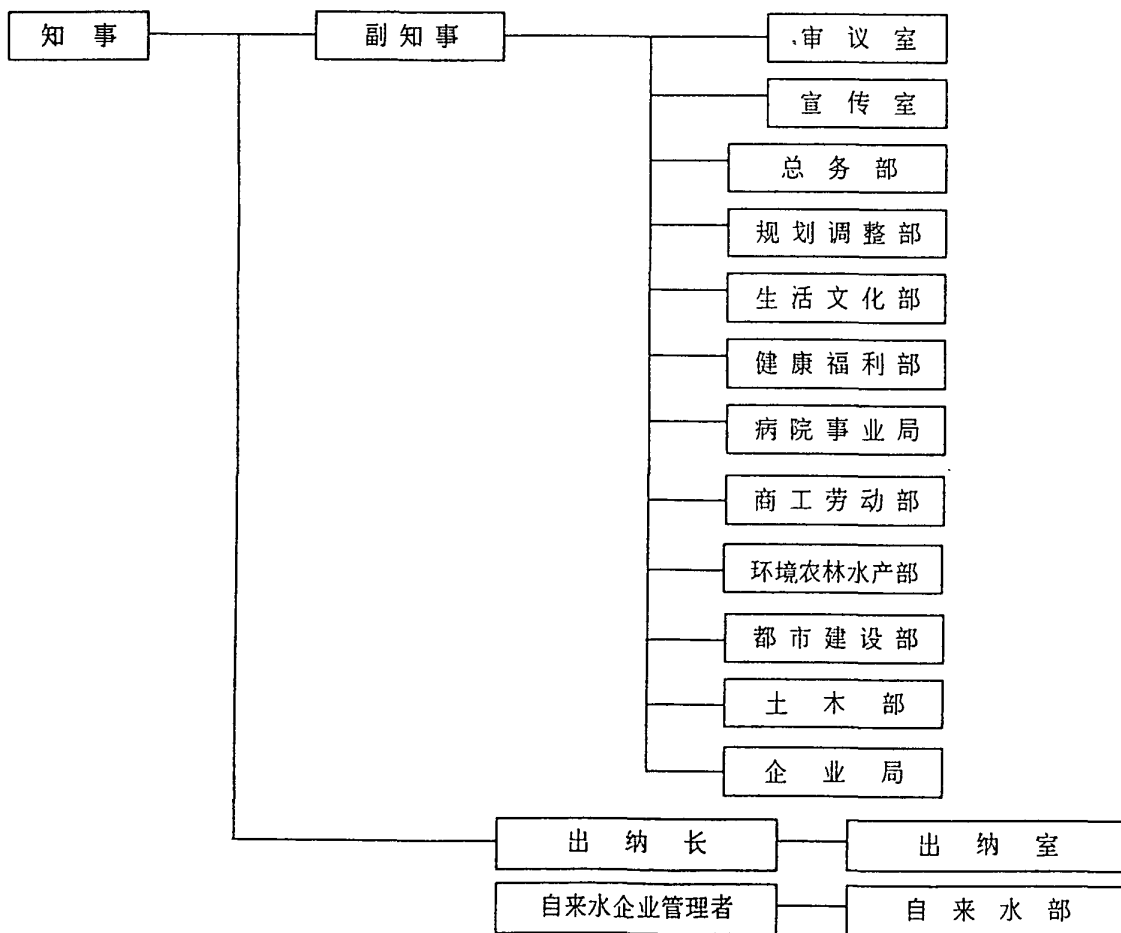 知事
副知事
审议室
宣传室
总务部
规划调整部
生活文化部
健康福利部
病院事业局
商工劳动部
环境农林水产部
都市建设部
土木部
企业局
出纳长
出纳室
自来水企业管理者
自来水部